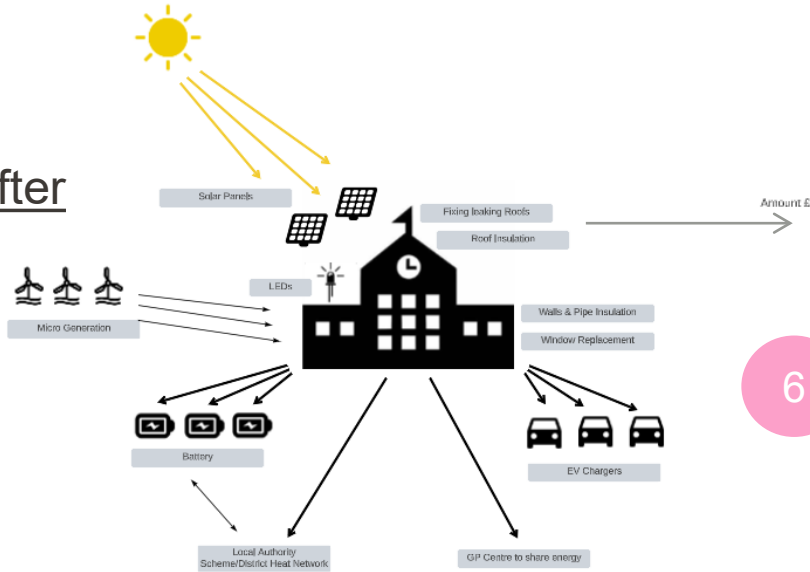 fter
Solar Panels
Fixing leaking Roofs
Amount £
Roof Insulation
LEDs
Walls & Pipe Insulation
Micro Generation
Window Replacement
6
Battery
EV Chargers
Local Authority
Scheme/District Heat Network
GP Centre to share energy